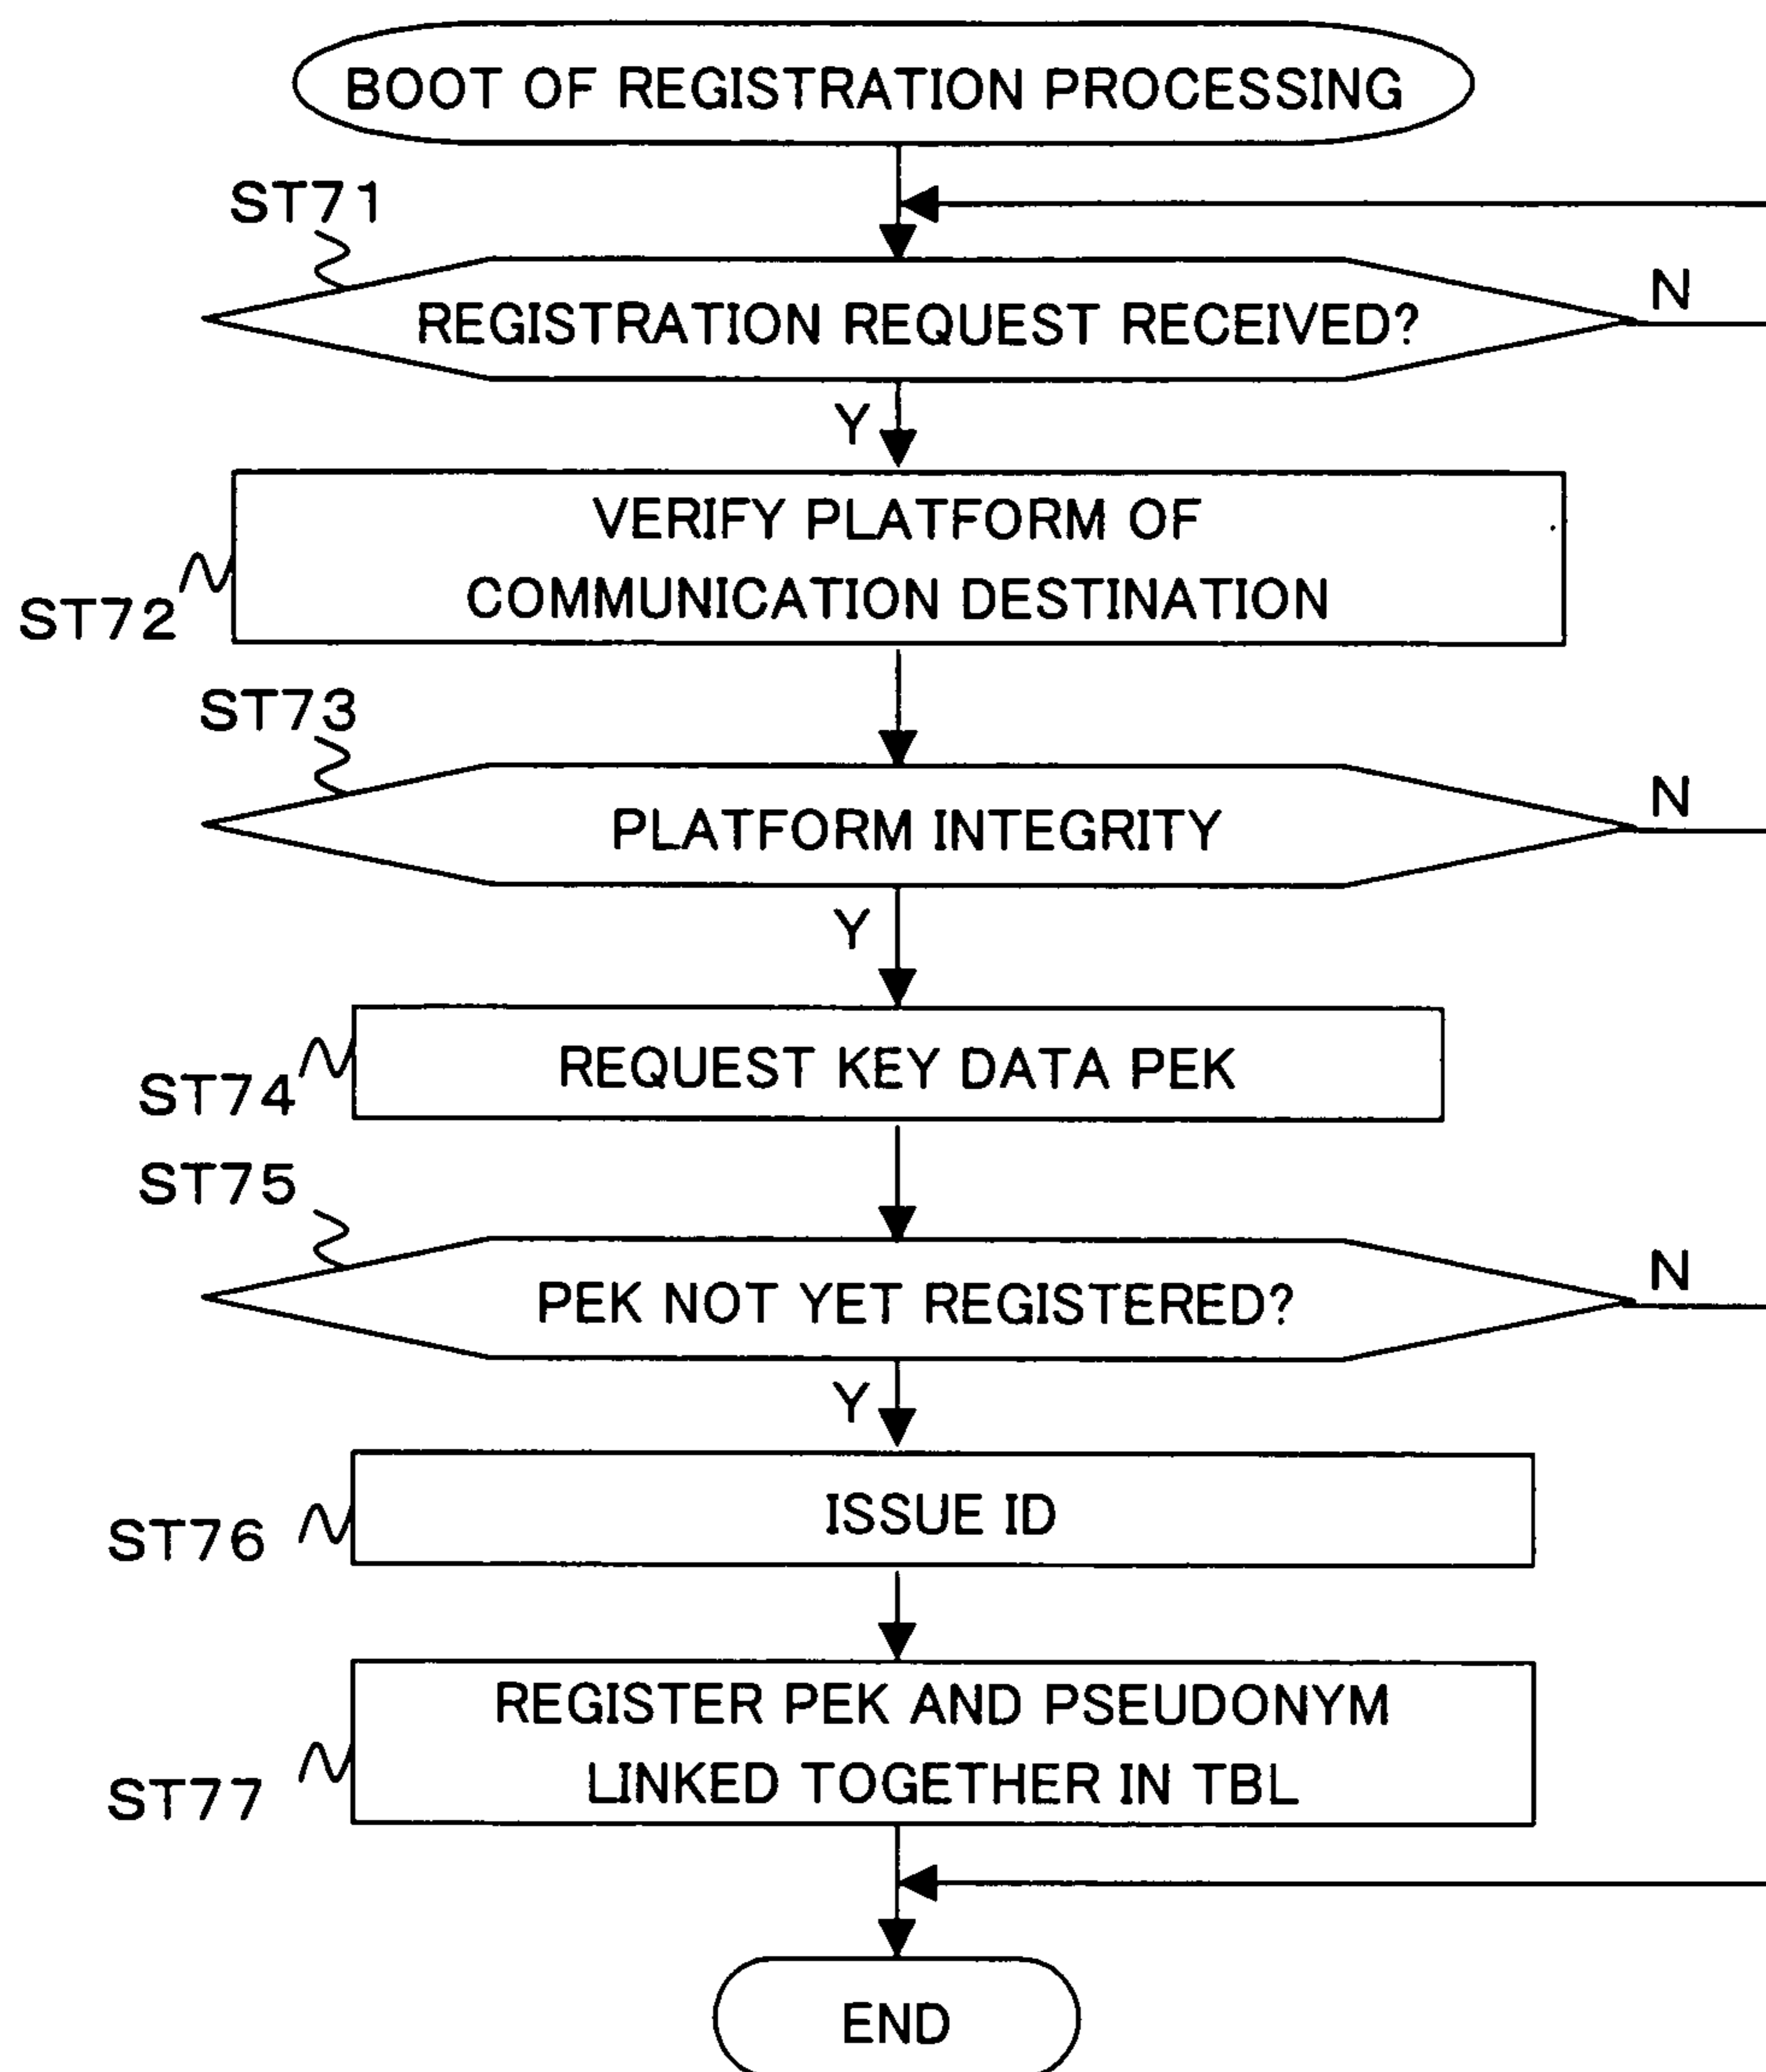 BOOT OF REGISTRATION PROCESSING
ST71
REGISTRATION REQUEST RECEIVED?
N
Y
VERIFY PLATFORM OF
COMMUNICATION DESTINATION
ST72
ST73
PLATFORM INTEGRITY
N
Y
REQUEST KEY DATA PEK
ST74
ST75
PEK NOT YET REGISTERED?
N
Y
ISSUE ID
ST76
REGISTER PEK AND PSEUDONYM
LINKED TOGETHER IN TBL
ST77
END